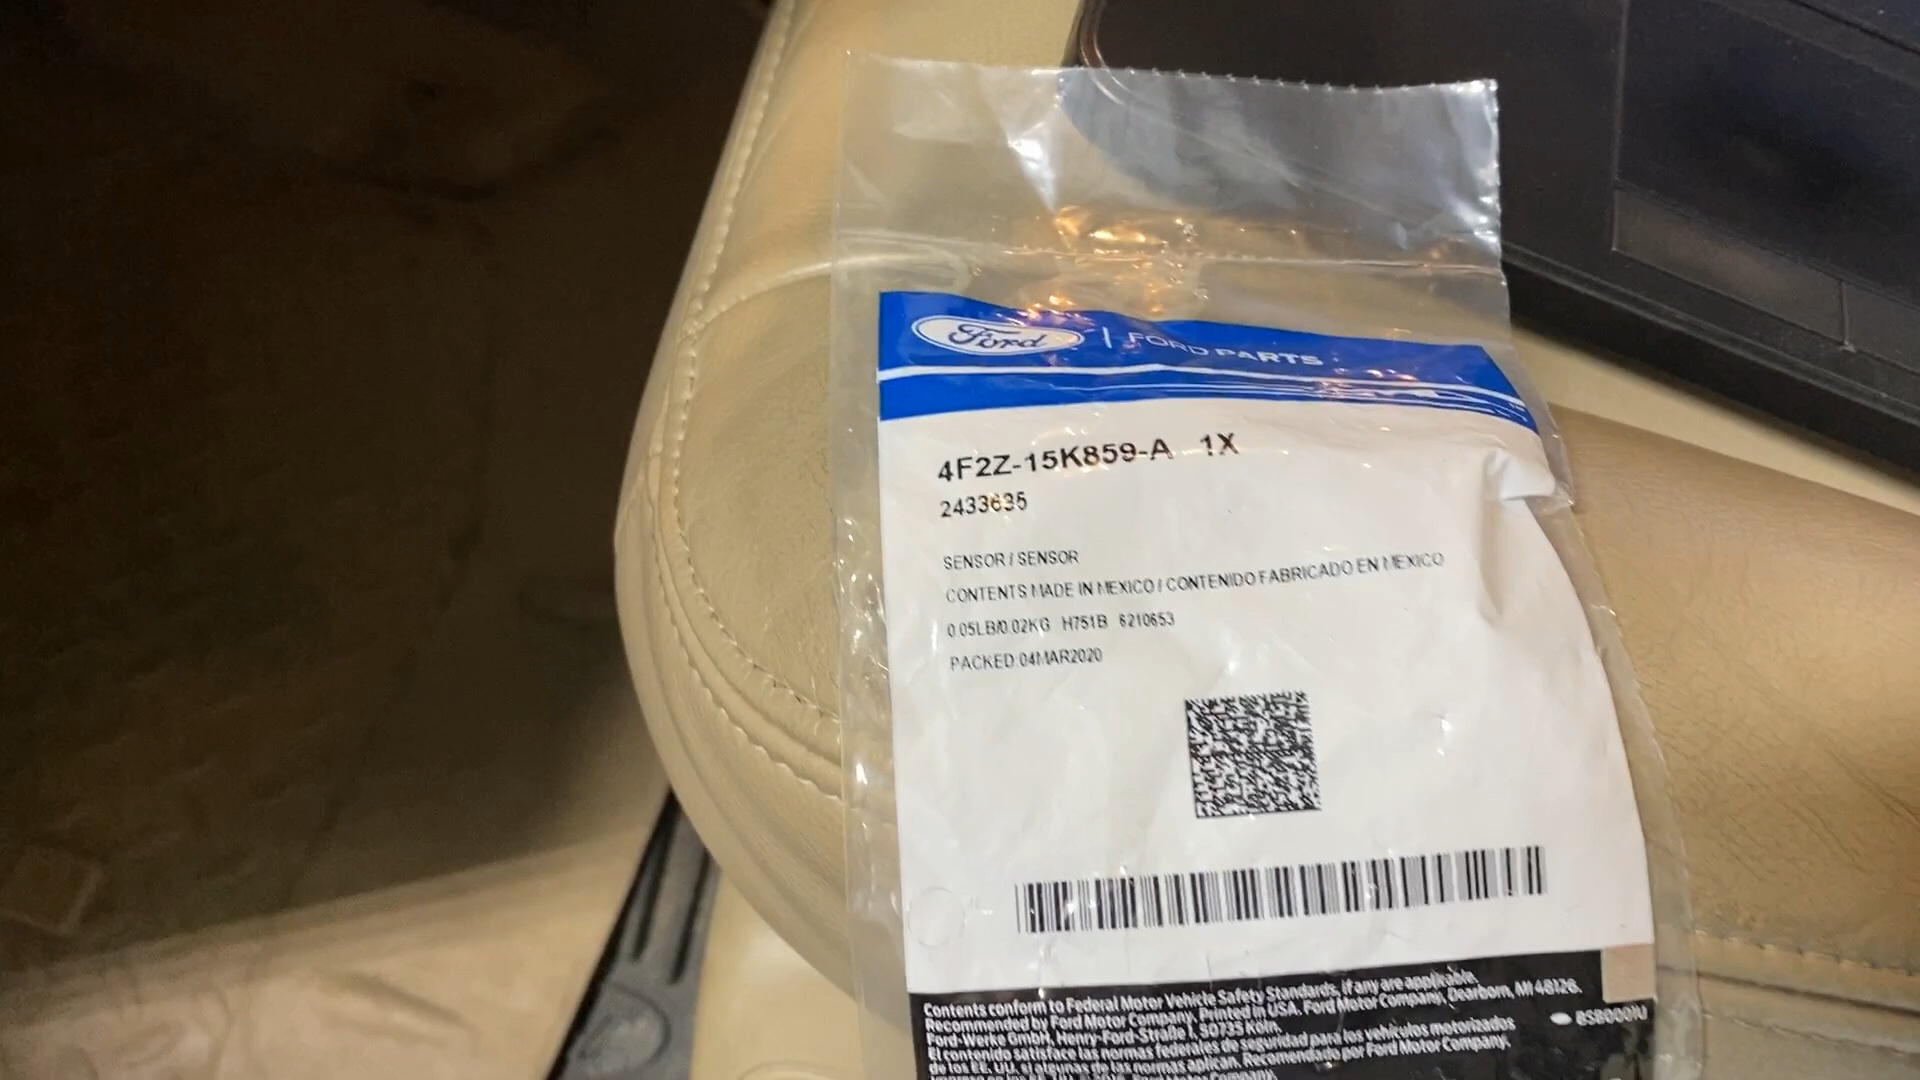 Ford | FORD PARTS
4F2Z-15K859-A 1X
2433635
SENSOR / SENSOR
CONTENTS MADE IN MEXICO / CONTENIDO FABRICADO EN MEXICO
0.05LB/0.02KG H751B 6210653
PACKED:04MAR2020
Contents conform to Federal Motor Vehicle Safety Standards, if any are applicable.
Recommended by Ford Motor Company, Printed in USA. Ford Motor Company, Dearborn, MI 48126.
Ford-Werke GmbH, Henry-Ford-Straße 1, 50735 Köln.
El contenido satisface las normas federales de seguridad para los vehículos motorizados
de los EE. UU. si algunas de las normas aplican. Recomendado por Ford Motor Company.
Ford Motor Company.